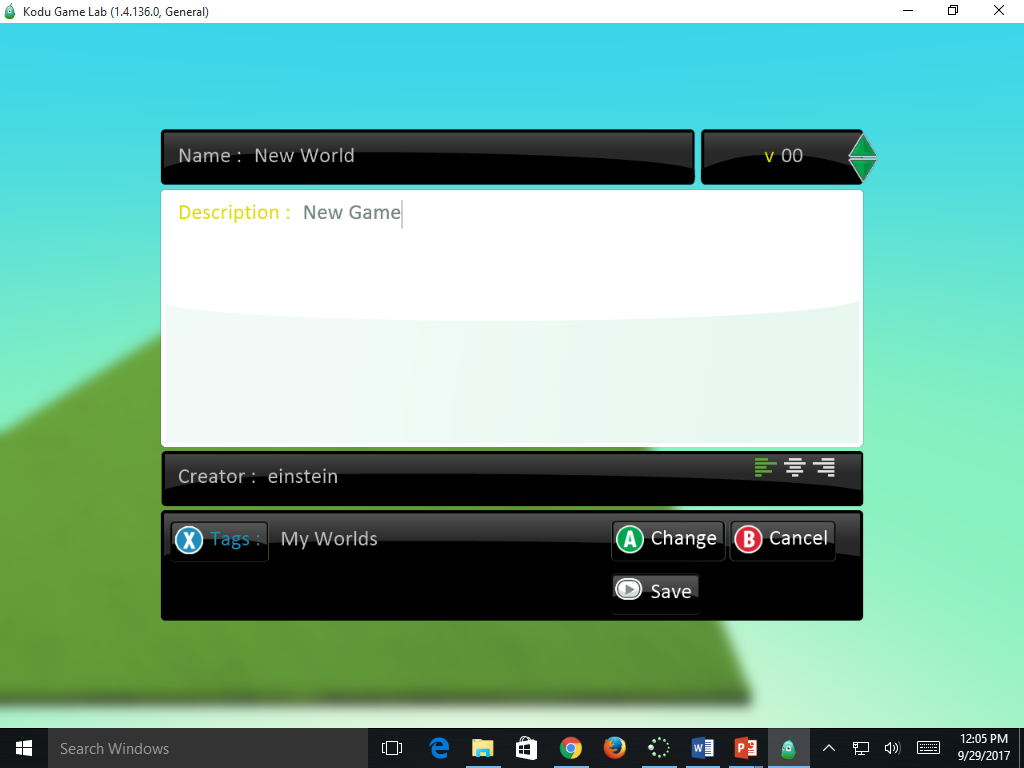 Kodu Game Lab (1.4.136.0, General)
Name : New World
v 00
Description : New Game
Creator : einstein
X Tags : My Worlds
A Change
B Cancel
Save
Search Windows
12:05 PM
9/29/2017